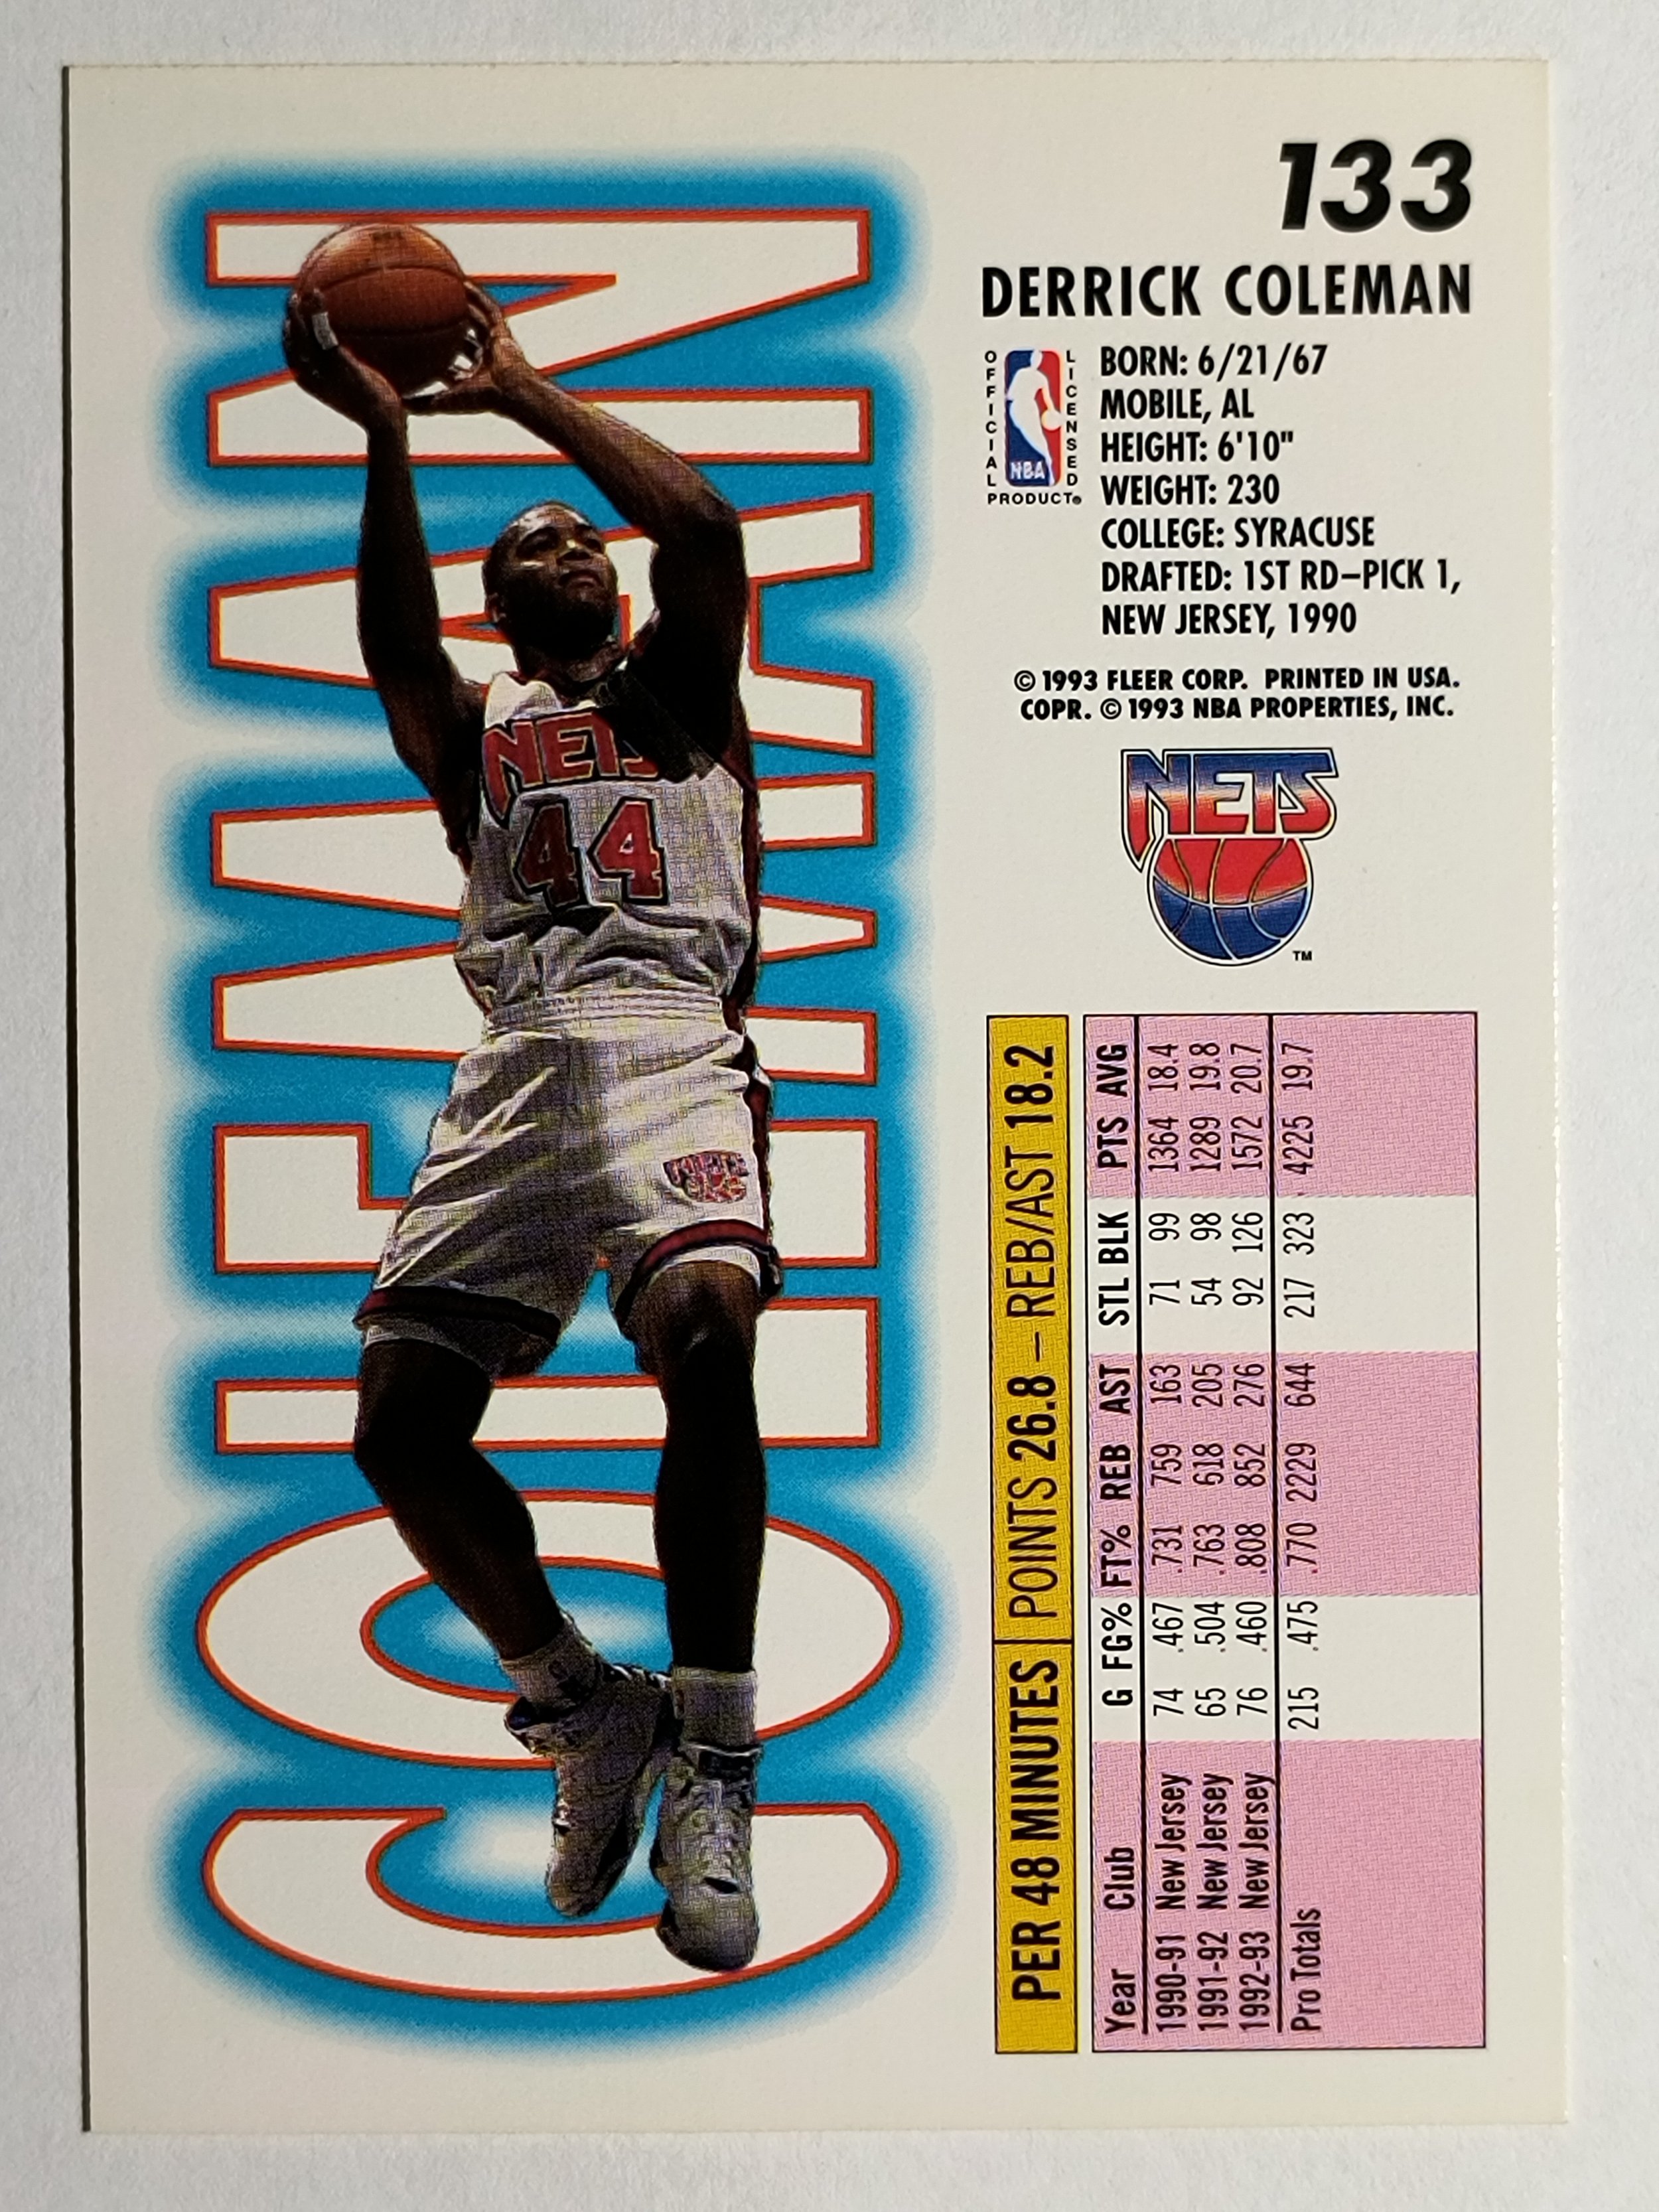 133
DERRICK COLEMAN
OFFICIAL LICENSED
NBA
PRODUCT®
BORN: 6/21/67
MOBILE, AL
HEIGHT: 6'10"
WEIGHT: 230
COLLEGE: SYRACUSE
DRAFTED: 1ST RD–PICK 1,
NEW JERSEY, 1990
© 1993 FLEER CORP. PRINTED IN USA.
COPR. © 1993 NBA PROPERTIES, INC.
NETS
TM
COLEMAN
NETS
44
PER 48 MINUTES | POINTS 26.8 – REB/AST 18.2
Year Club G FG% FT% REB AST STL BLK PTS AVG
1990-91 New Jersey 74 .467 .731 759 163 71 99 1364 18.4
1991-92 New Jersey 65 .504 .763 618 205 54 98 1289 19.8
1992-93 New Jersey 76 .460 .808 852 276 92 126 1572 20.7
Pro Totals 215 .475 .770 2229 644 217 323 4225 19.7